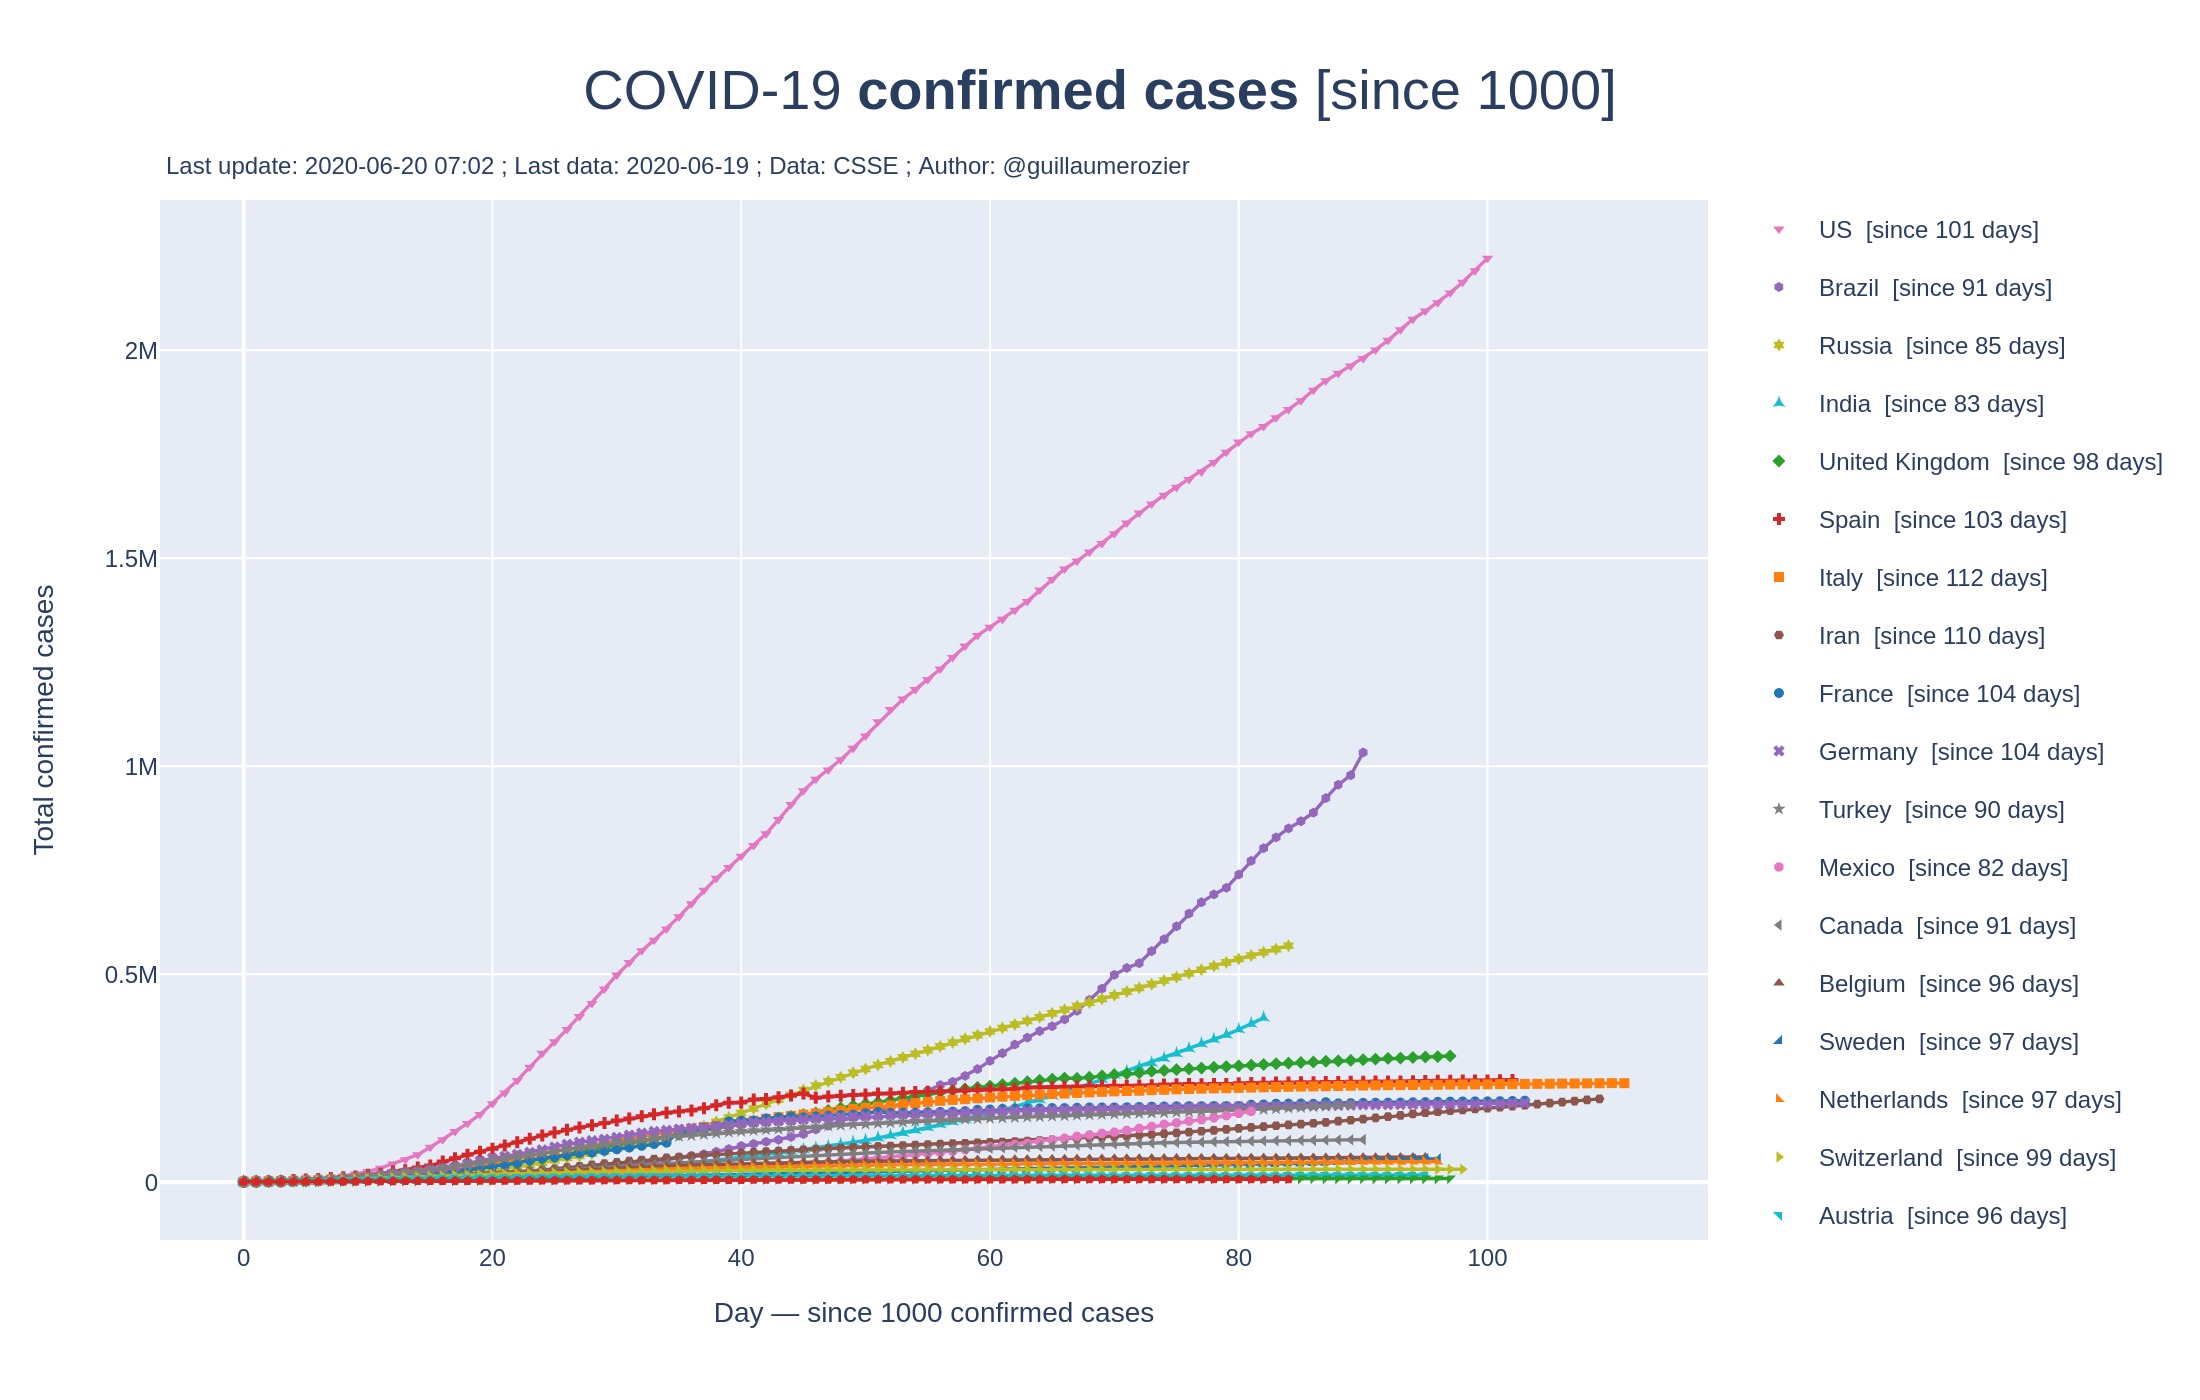 COVID-19 confirmed cases [since 1000]
Last update: 2020-06-20 07:02 ; Last data: 2020-06-19 ; Data: CSSE ; Author: @guillaumerozier
Total confirmed cases
2M
1.5M
1M
0.5M
0
0 20 40 60 80 100
Day — since 1000 confirmed cases
US [since 101 days]
Brazil [since 91 days]
Russia [since 85 days]
India [since 83 days]
United Kingdom [since 98 days]
Spain [since 103 days]
Italy [since 112 days]
Iran [since 110 days]
France [since 104 days]
Germany [since 104 days]
Turkey [since 90 days]
Mexico [since 82 days]
Canada [since 91 days]
Belgium [since 96 days]
Sweden [since 97 days]
Netherlands [since 97 days]
Switzerland [since 99 days]
Austria [since 96 days]